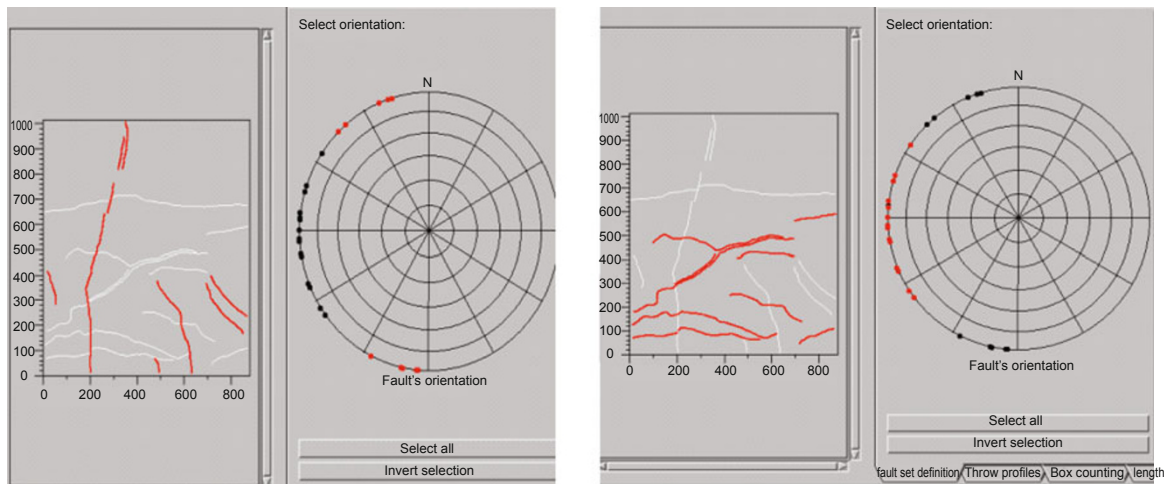 Select orientation:
N
1000
900
800
700
600
500
400
300
200
100
0
0 200 400 600 800
Fault's orientation
Select all
Invert selection
Select orientation:
N
1000
900
800
700
600
500
400
300
200
100
0
0 200 400 600 800
Fault's orientation
Select all
Invert selection
fault set definition Throw profiles Box counting length